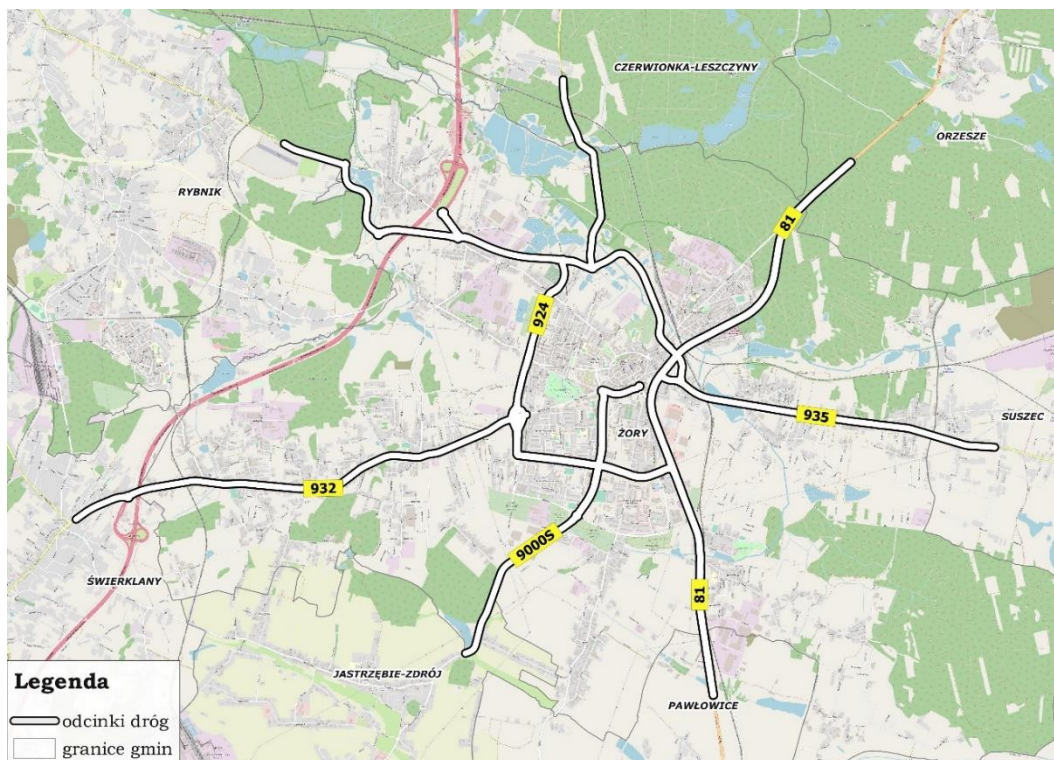 CZERWIONKA-LESZCZYNY
ORZESZE
RYBNIK
81
924
935
SUSZEC
ŻORY
932
9000S
ŚWIERKLANY
81
JASTRZĘBIE-ZDRÓJ
PAWŁOWICE
Legenda
odcinki dróg
granice gmin